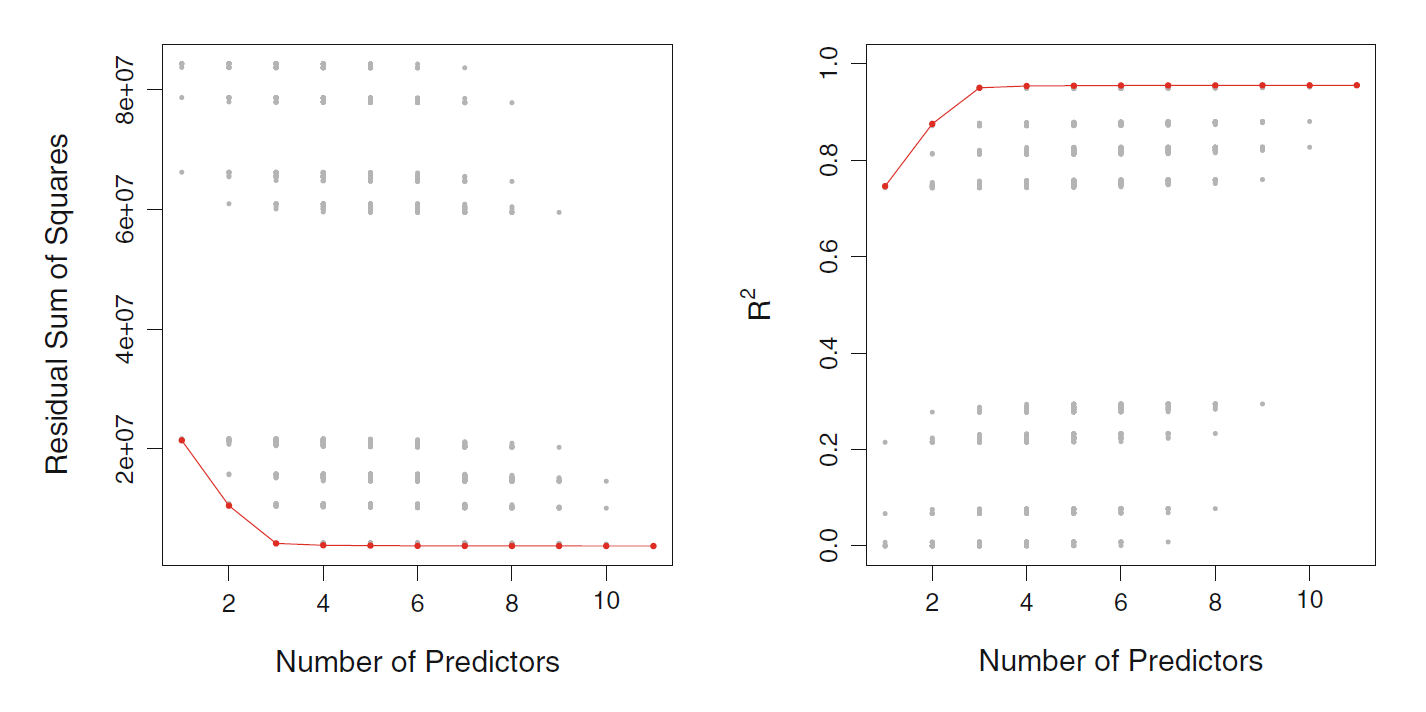 Residual Sum of Squares
8e+07
6e+07
4e+07
2e+07
2 4 6 8 10
Number of Predictors
R²
1.0
0.8
0.6
0.4
0.2
0.0
2 4 6 8 10
Number of Predictors